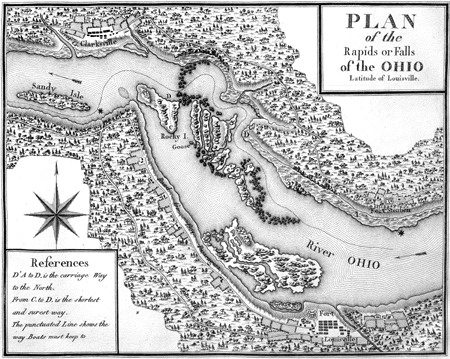 PLAN
of the
Rapids or Falls
of the OHIO
Latitude of Louisville.
Clarksville
Sandy Isle
Rocky I.
Goose
River OHIO
Fort
Louisville
References
D' A to D, is the carriage Way
to the North.
From C, to D, is the shortest
and surest way.
The punctuated Line shows the
way Boats must keep to